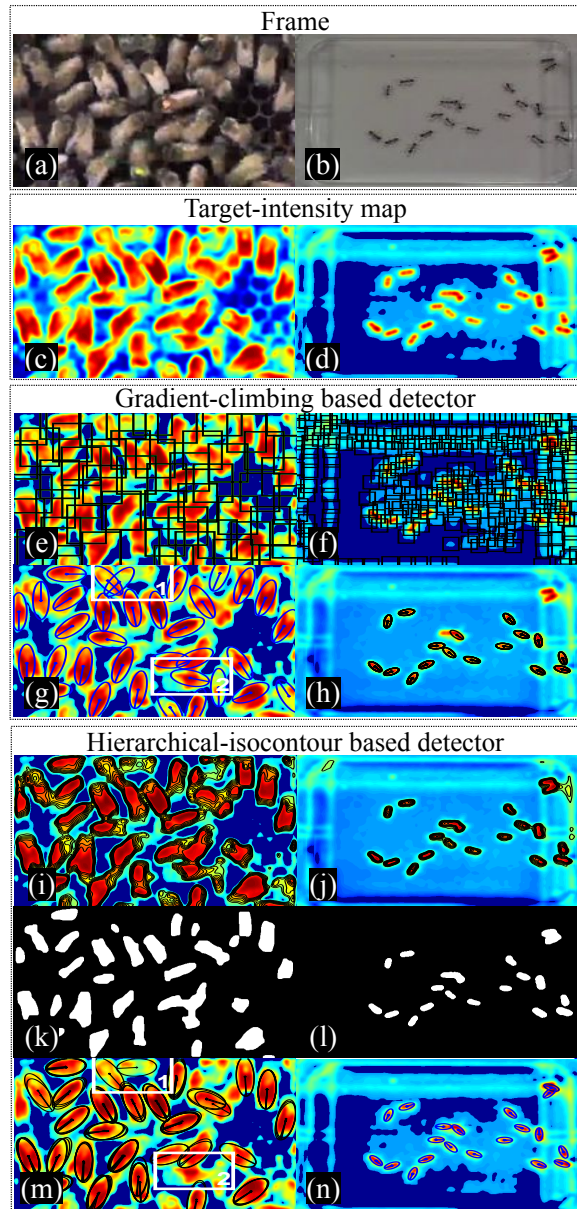 Frame
(a)
(b)
Target-intensity map
(c)
(d)
Gradient-climbing based detector
(e)
(f)
1
2
(g)
(h)
Hierarchical-isocontour based detector
(i)
(j)
(k)
(l)
1
2
(m)
(n)